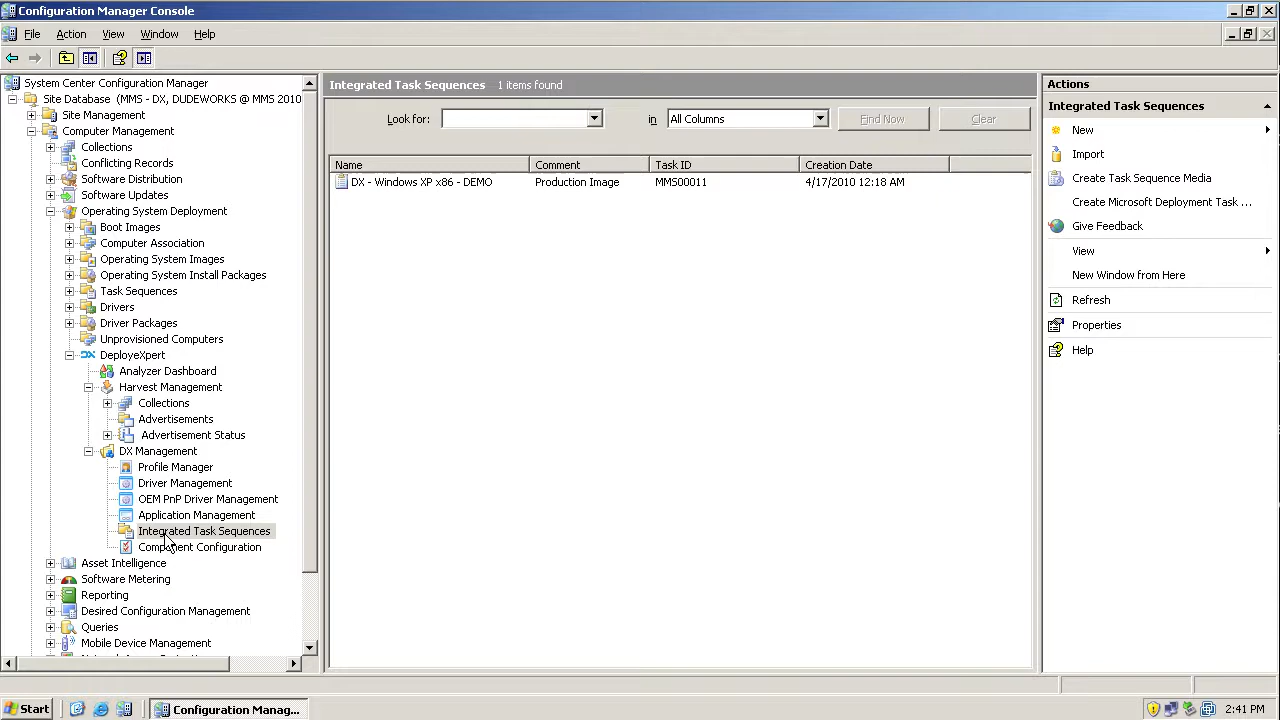 Configuration Manager Console
File Action View Window Help
System Center Configuration Manager
Site Database (MMS - DX, DUDEWORKS @ MMS 2010
Site Management
Computer Management
Collections
Conflicting Records
Software Distribution
Software Updates
Operating System Deployment
Boot Images
Computer Association
Operating System Images
Operating System Install Packages
Task Sequences
Drivers
Driver Packages
Unprovisioned Computers
DeployeXpert
Analyzer Dashboard
Harvest Management
Collections
Advertisements
Advertisement Status
DX Management
Profile Manager
Driver Management
OEM PnP Driver Management
Application Management
Integrated Task Sequences
Component Configuration
Asset Intelligence
Software Metering
Reporting
Desired Configuration Management
Queries
Mobile Device Management
Integrated Task Sequences 1 items found
Look for: in All Columns Find Now Clear
Name Comment Task ID Creation Date
DX - Windows XP x86 - DEMO Production Image MMS00011 4/17/2010 12:18 AM
Actions
Integrated Task Sequences
New
Import
Create Task Sequence Media
Create Microsoft Deployment Task ...
Give Feedback
View
New Window from Here
Refresh
Properties
Help
Start Configuration Manag... 2:41 PM